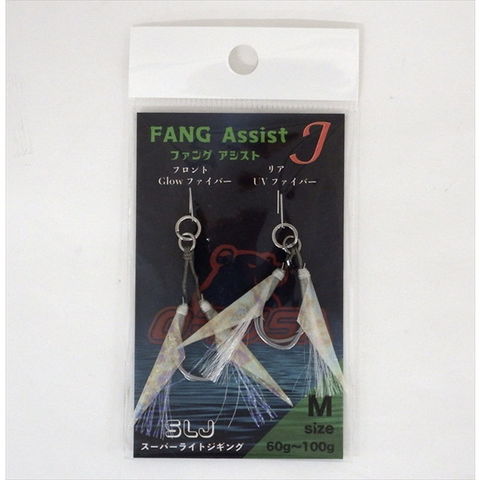 FANG Assist J
ファング アシスト
フロント リア
Glowファイバー UVファイバー
M
size
SLJ
60g～100g
スーパーライトジギング